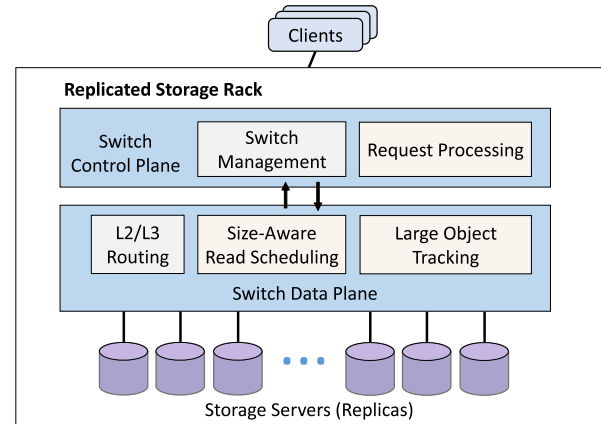 Clients
Replicated Storage Rack
Switch
Control Plane
Switch
Management
Request Processing
L2/L3
Routing
Size-Aware
Read Scheduling
Large Object
Tracking
Switch Data Plane
Storage Servers (Replicas)